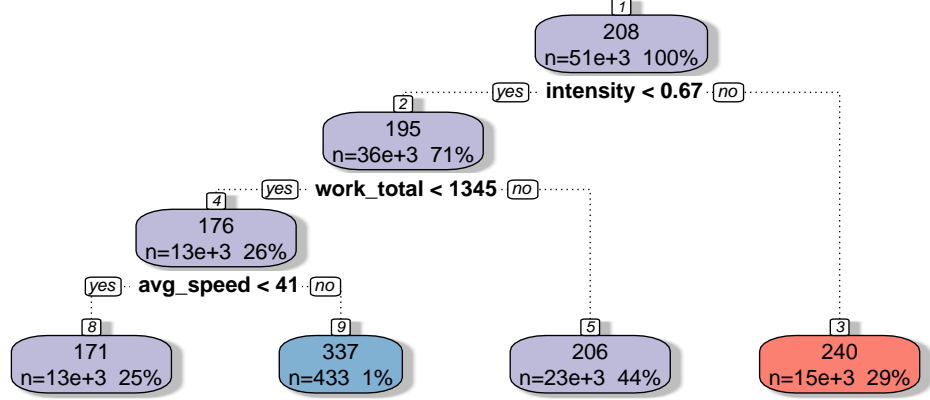 1
208
n=51e+3 100%
yes intensity < 0.67 no
2
195
n=36e+3 71%
yes work_total < 1345 no
4
176
n=13e+3 26%
yes avg_speed < 41 no
8
171
n=13e+3 25%
9
337
n=433 1%
5
206
n=23e+3 44%
3
240
n=15e+3 29%